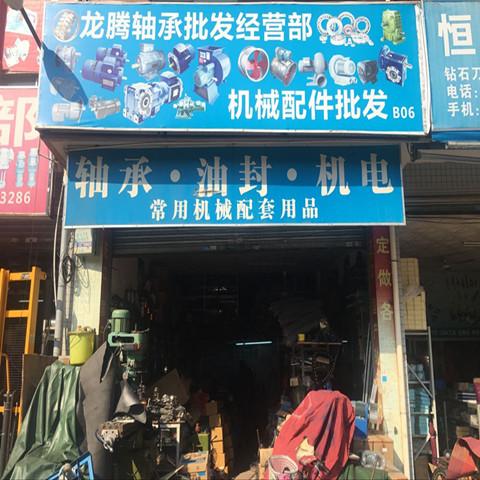 龙腾轴承批发经营部
机械配件批发 B06
轴承·油封·机电
常用机械配套用品
恒
钻石刀
电话:
手机:
部
3286
定做各